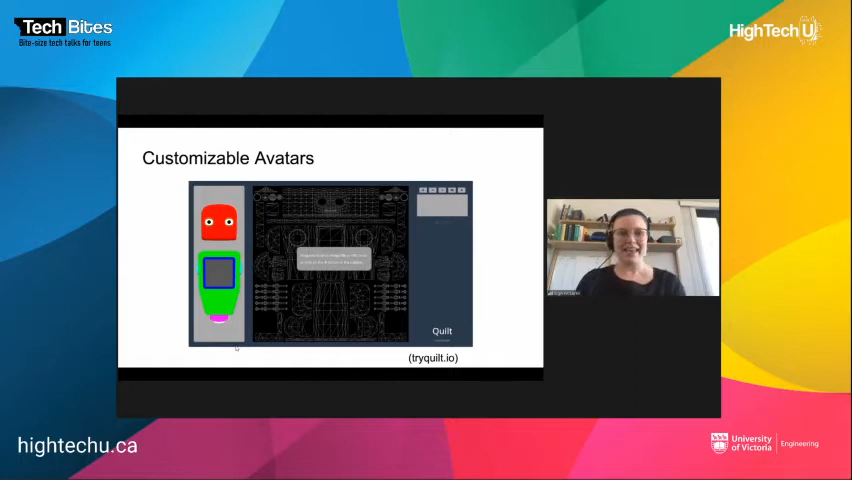 Tech Bites
Bite-size tech talks for teens
HighTech U
Customizable Avatars
Quilt
(tryquilt.io)
hightechu.ca
University
of Victoria
Engineering